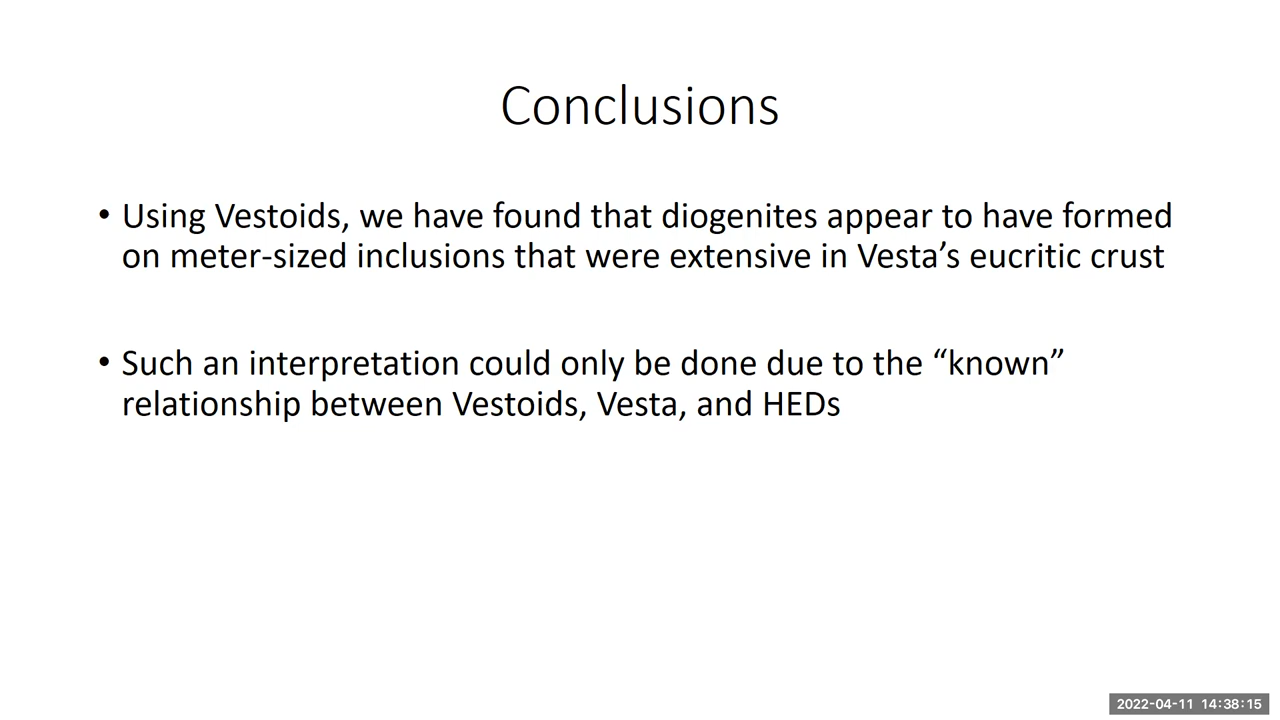 Conclusions
• Using Vestoids, we have found that diogenites appear to have formed
on meter-sized inclusions that were extensive in Vesta’s eucritic crust
• Such an interpretation could only be done due to the “known”
relationship between Vestoids, Vesta, and HEDs
2022-04-11 14:38:15